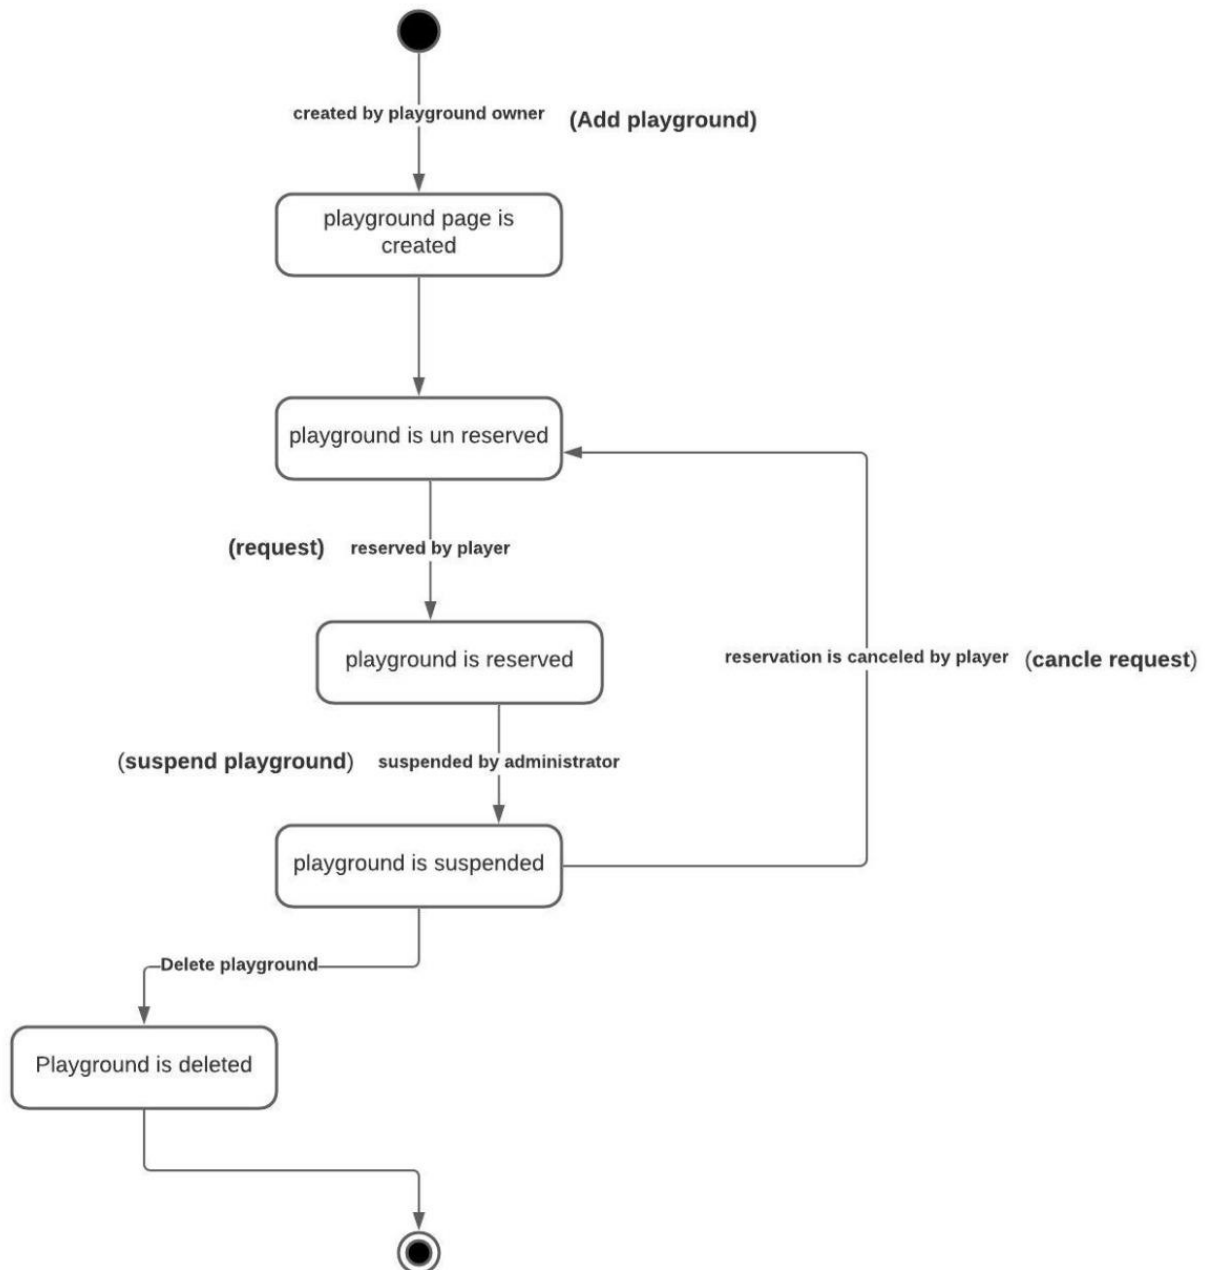 created by playground owner (Add playground)
playground page is
created
playground is un reserved
(request) reserved by player
playground is reserved
reservation is canceled by player (cancle request)
(suspend playground) suspended by administrator
playground is suspended
Delete playground
Playground is deleted